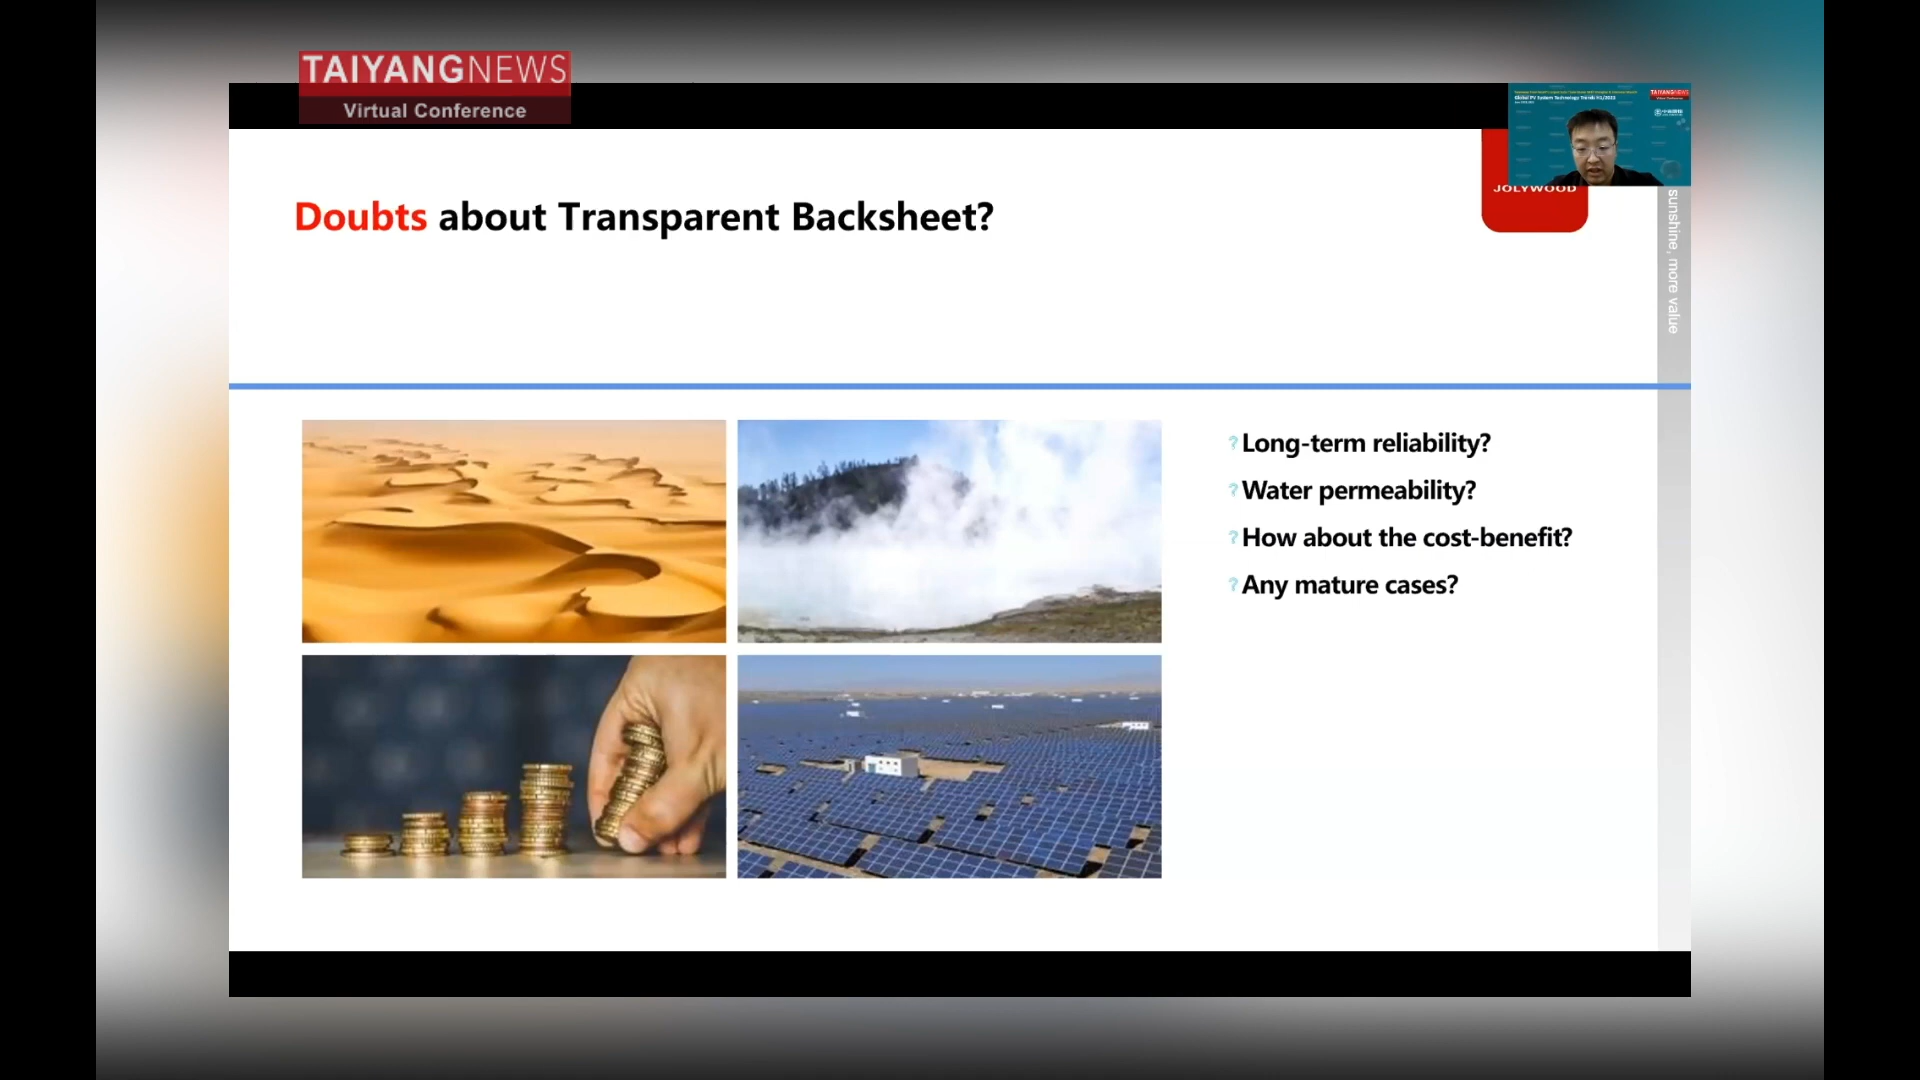 TAIYANGNEWS
Virtual Conference
TAIYANGNEWS
JOLYWOOD
sunshine, more value
Doubts about Transparent Backsheet?
? Long-term reliability?
? Water permeability?
? How about the cost-benefit?
? Any mature cases?